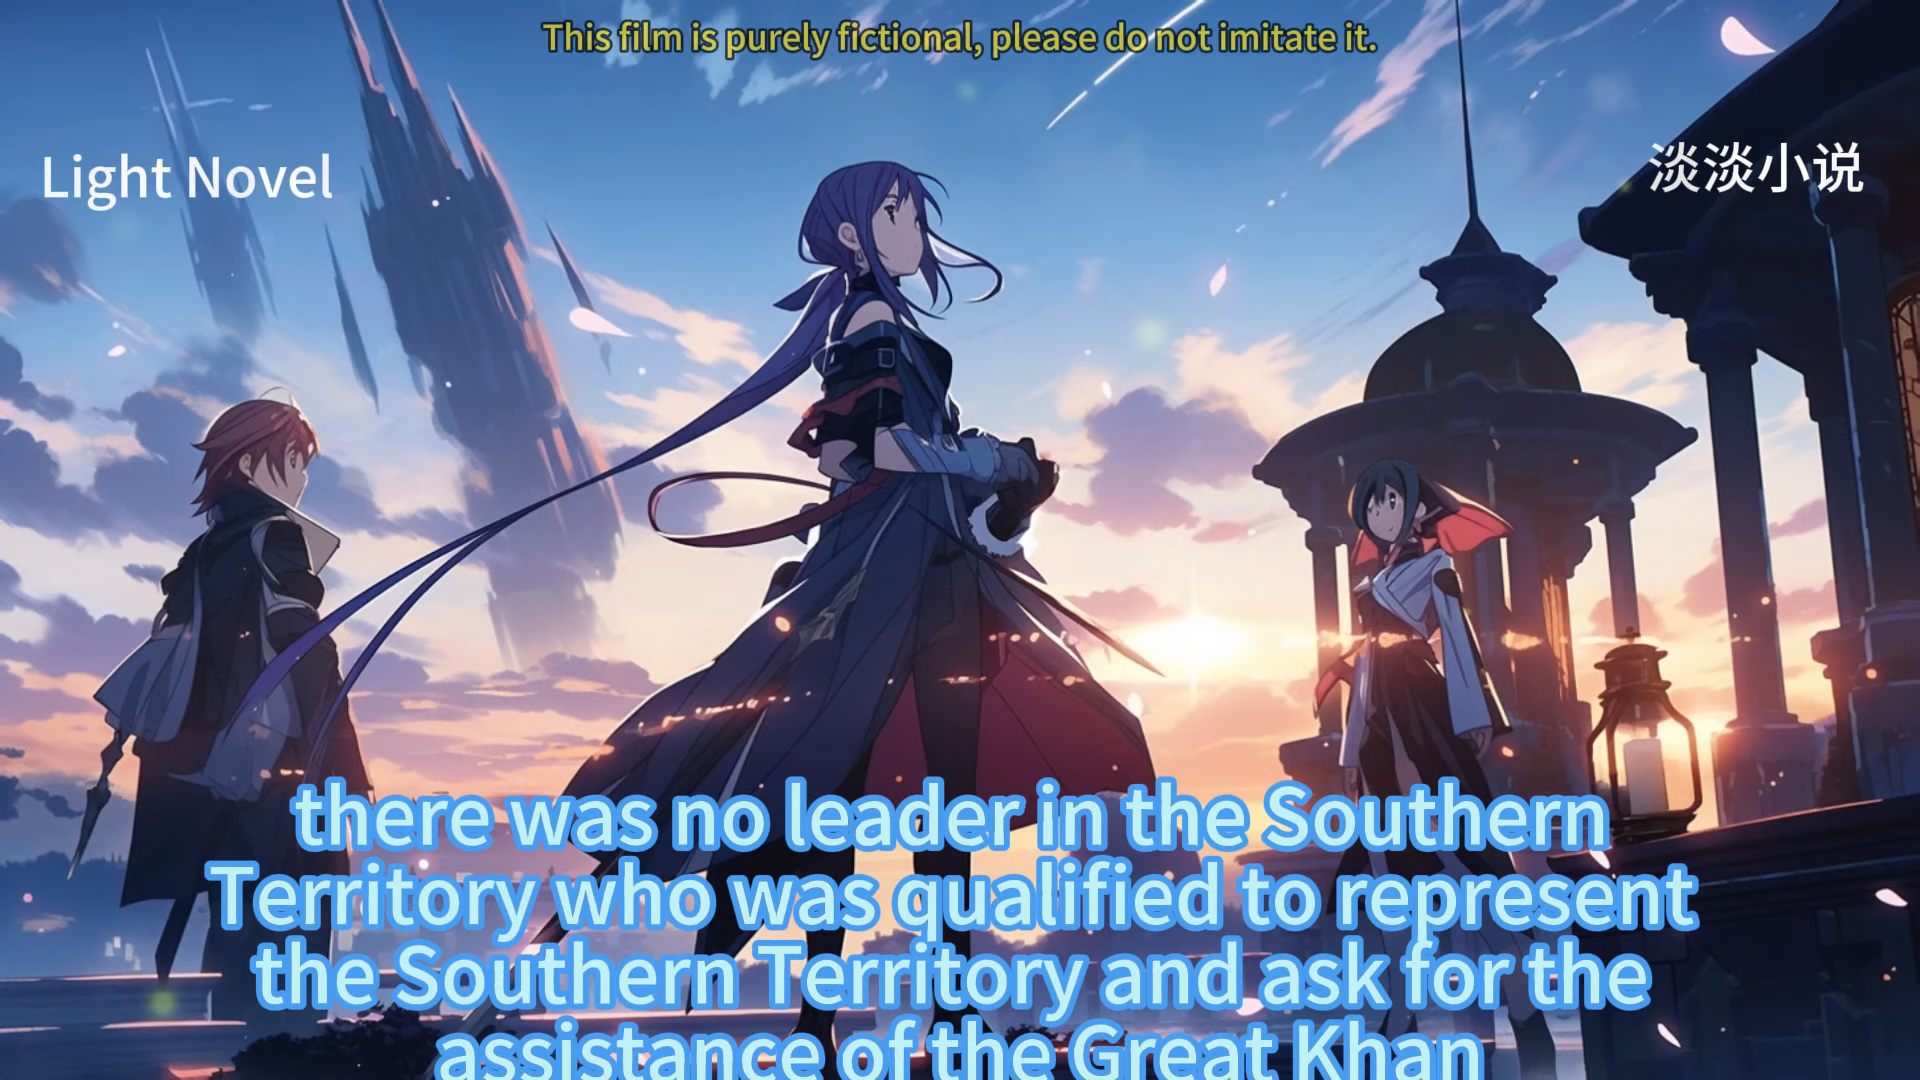 This film is purely fictional, please do not imitate it.
Light Novel
淡淡小说
there was no leader in the Southern
Territory who was qualified to represent
the Southern Territory and ask for the
assistance of the Great Khan